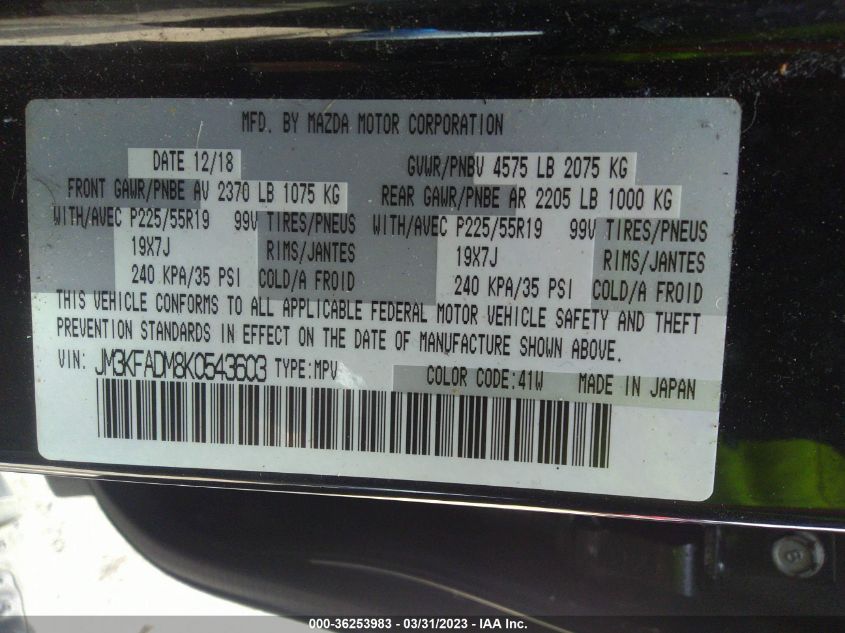 MFD. BY MAZDA MOTOR CORPORATION
DATE 12/18 GVWR/PNBV 4575 LB 2075 KG
FRONT GAWR/PNBE AV 2370 LB 1075 KG REAR GAWR/PNBE AR 2205 LB 1000 KG
WITH/AVEC P225/55R19 99V TIRES/PNEUS WITH/AVEC P225/55R19 99V TIRES/PNEUS
19X7J RIMS/JANTES 19X7J RIMS/JANTES
240 KPA/35 PSI COLD/A FROID 240 KPA/35 PSI COLD/A FROID
THIS VEHICLE CONFORMS TO ALL APPLICABLE FEDERAL MOTOR VEHICLE SAFETY AND THEFT
PREVENTION STANDARDS IN EFFECT ON THE DATE OF MANUFACTURE SHOWN ABOVE.
VIN: JM3KFADM8K0543603 TYPE:MPV COLOR CODE:41W MADE IN JAPAN
8
000-36253983 / 03/31/2023 / IAA Inc.